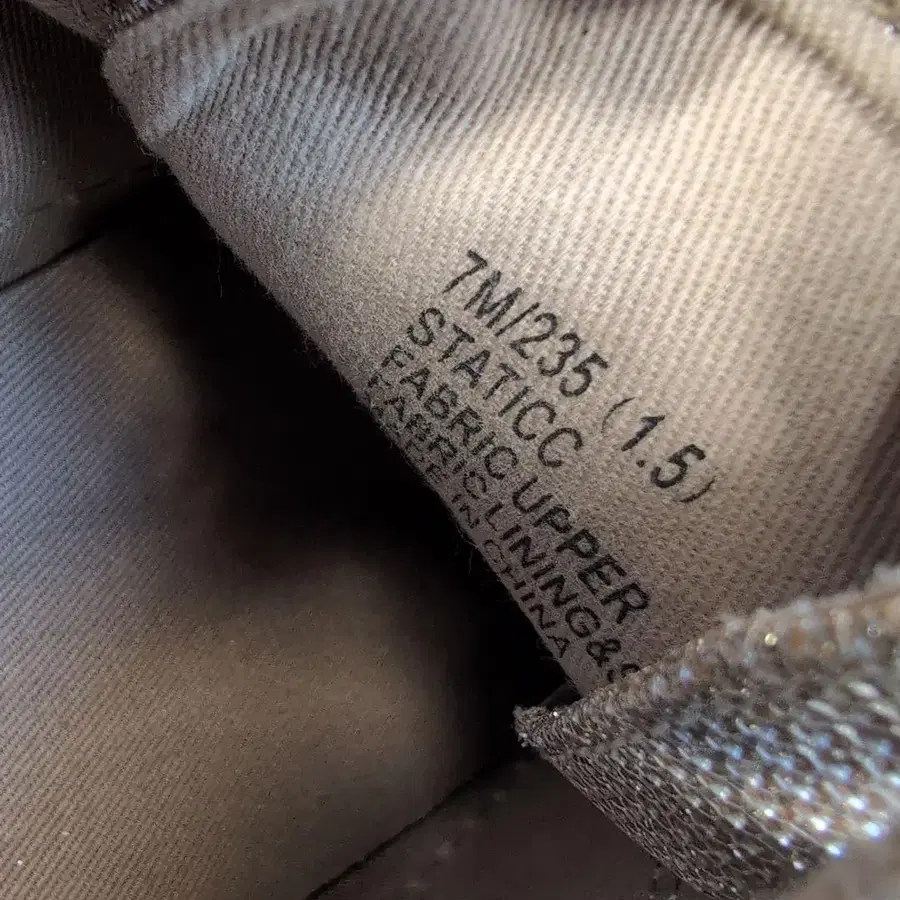 7M/235 (1.5)
STATICC
FABRIC UPPER
FABRIC LINING&S
MADE IN CHINA